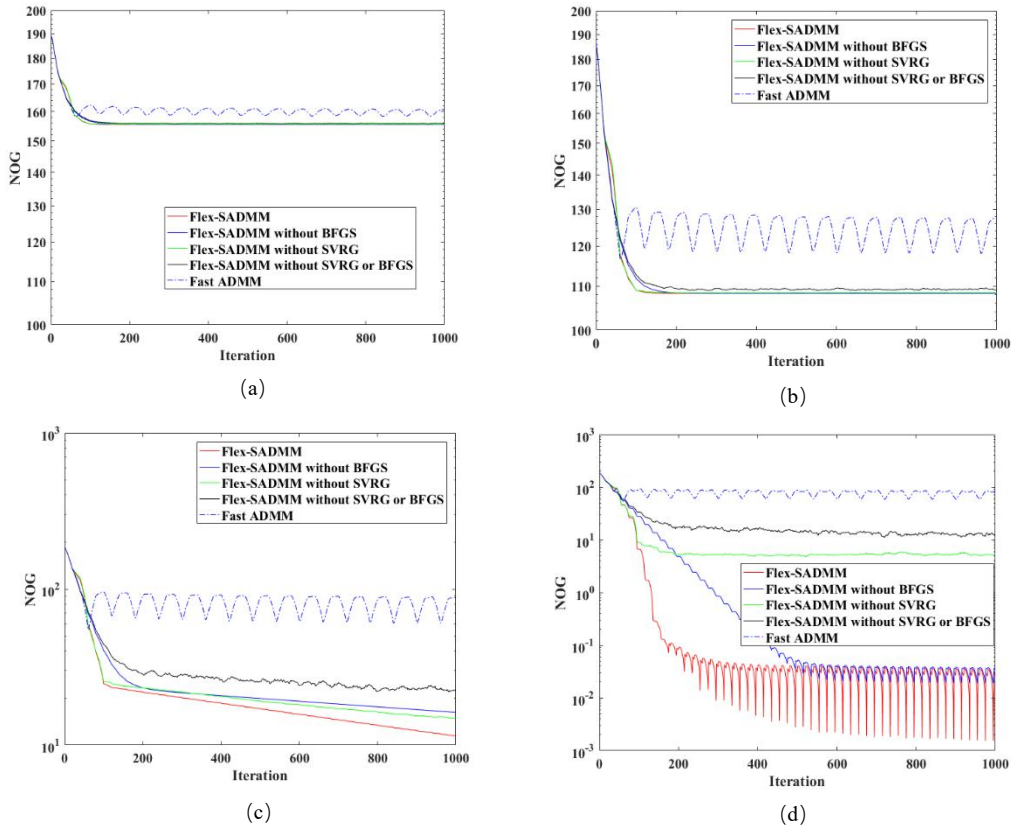 NOG
190
180
170
160
150
140
130
120
110
100
0
200
400
600
800
1000
Iteration
Flex-SADMM
Flex-SADMM without BFGS
Flex-SADMM without SVRG
Flex-SADMM without SVRG or BFGS
Fast ADMM
(a)
NOG
190
180
170
160
150
140
130
120
110
100
0
200
400
600
800
1000
Iteration
Flex-SADMM
Flex-SADMM without BFGS
Flex-SADMM without SVRG
Flex-SADMM without SVRG or BFGS
Fast ADMM
(b)
NOG
10^3
10^2
10^1
0
200
400
600
800
1000
Iteration
Flex-SADMM
Flex-SADMM without BFGS
Flex-SADMM without SVRG
Flex-SADMM without SVRG or BFGS
Fast ADMM
(c)
NOG
10^3
10^2
10^1
10^0
10^-1
10^-2
10^-3
0
200
400
600
800
1000
Iteration
Flex-SADMM
Flex-SADMM without BFGS
Flex-SADMM without SVRG
Flex-SADMM without SVRG or BFGS
Fast ADMM
(d)